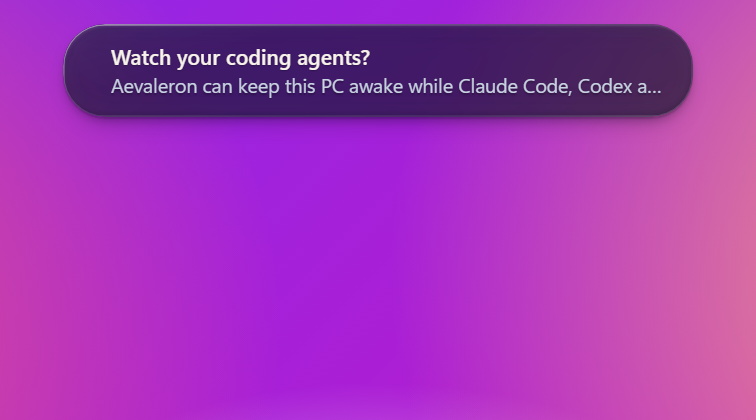 Watch your coding agents?
Aevaleron can keep this PC awake while Claude Code, Codex a...